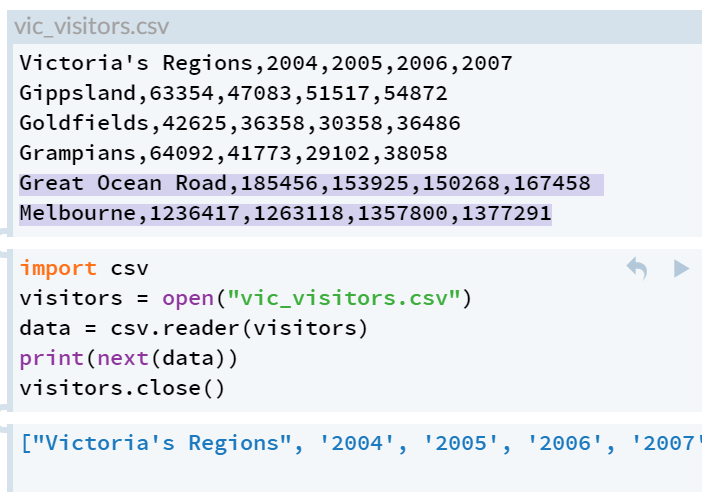 vic_visitors.csv
Victoria's Regions,2004,2005,2006,2007
Gippsland,63354,47083,51517,54872
Goldfields,42625,36358,30358,36486
Grampians,64092,41773,29102,38058
Great Ocean Road,185456,153925,150268,167458
Melbourne,1236417,1263118,1357800,1377291
import csv
visitors = open("vic_visitors.csv")
data = csv.reader(visitors)
print(next(data))
visitors.close()
["Victoria's Regions", '2004', '2005', '2006', '2007'